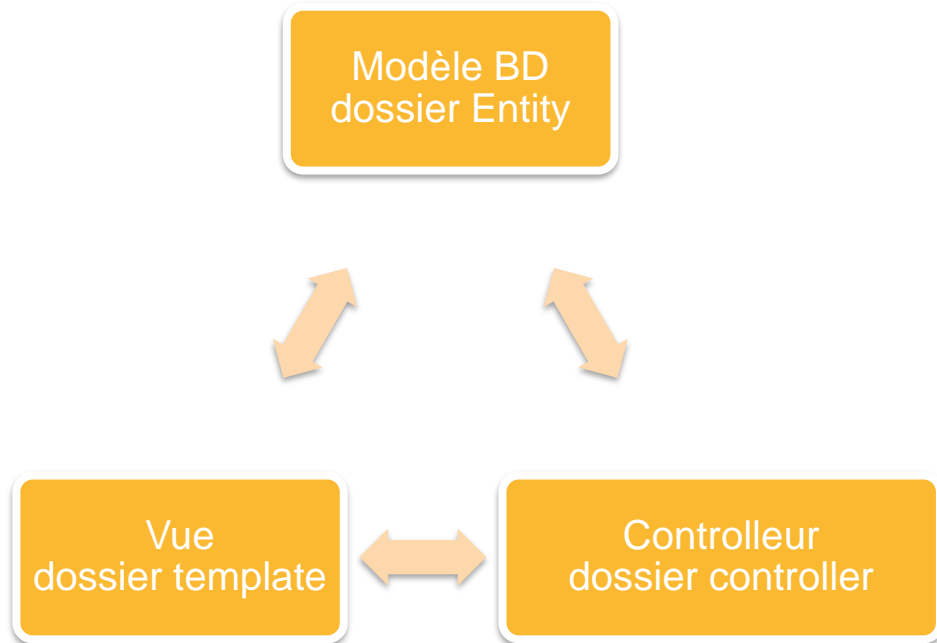 Modèle BD
dossier Entity
Vue
dossier template
Controlleur
dossier controller